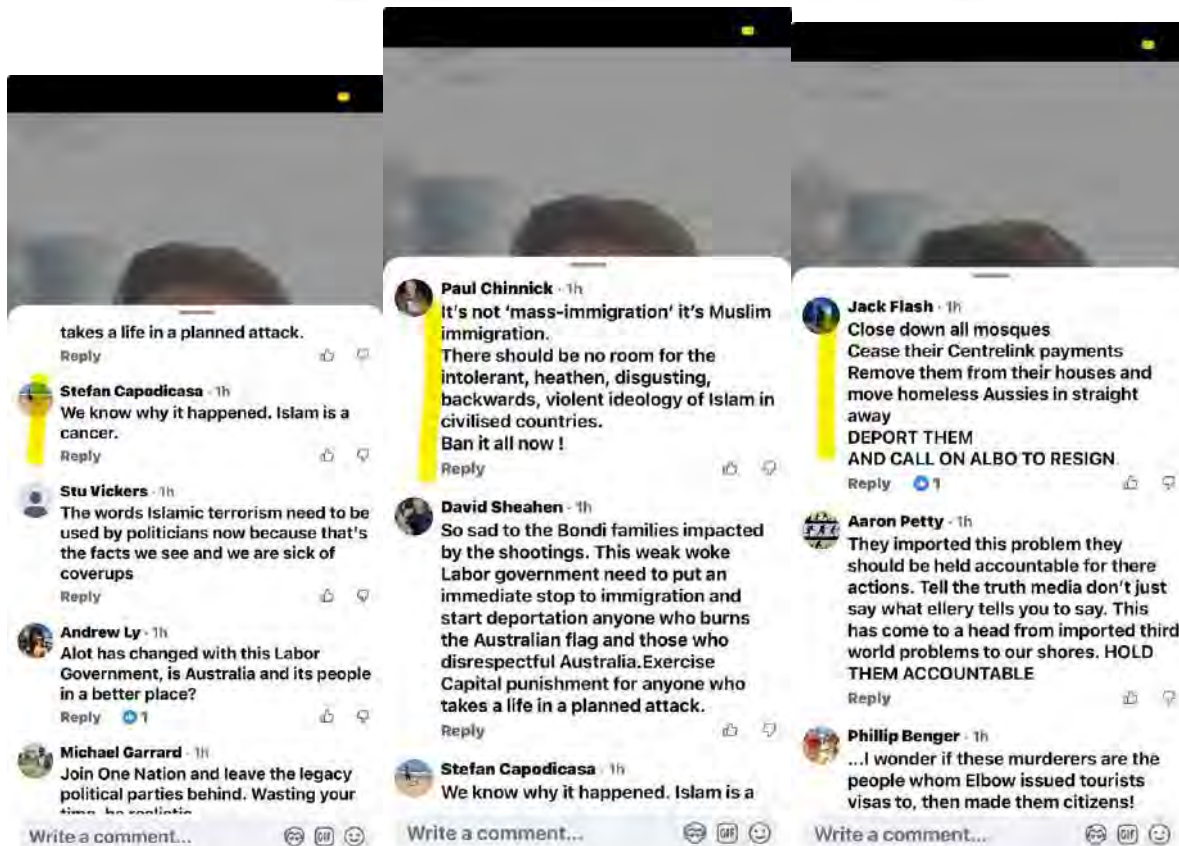 takes a life in a planned attack.
Reply
Stefan Capodicasa · 1h
We know why it happened. Islam is a
cancer.
Reply
Stu Vickers · 1h
The words Islamic terrorism need to be
used by politicians now because that's
the facts we see and we are sick of
coverups
Reply
Andrew Ly · 1h
Alot has changed with this Labor
Government, is Australia and its people
in a better place?
Reply 1
Michael Garrard · 1h
Join One Nation and leave the legacy
political parties behind. Wasting your
time, be realistic
Write a comment...
GIF
Paul Chinnick · 1h
It's not 'mass-immigration' it's Muslim
immigration.
There should be no room for the
intolerant, heathen, disgusting,
backwards, violent ideology of Islam in
civilised countries.
Ban it all now !
Reply
David Sheahen · 1h
So sad to the Bondi families impacted
by the shootings. This weak woke
Labor government need to put an
immediate stop to immigration and
start deportation anyone who burns
the Australian flag and those who
disrespectful Australia.Exercise
Capital punishment for anyone who
takes a life in a planned attack.
Reply
Stefan Capodicasa · 1h
We know why it happened. Islam is a
Write a comment...
GIF
Jack Flash · 1h
Close down all mosques
Cease their Centrelink payments
Remove them from their houses and
move homeless Aussies in straight
away
DEPORT THEM
AND CALL ON ALBO TO RESIGN
Reply 1
Aaron Petty · 1h
They imported this problem they
should be held accountable for there
actions. Tell the truth media don't just
say what ellery tells you to say. This
has come to a head from imported third
world problems to our shores. HOLD
THEM ACCOUNTABLE
Reply
Phillip Benger · 1h
...I wonder if these murderers are the
people whom Elbow issued tourists
visas to, then made them citizens!
Write a comment...
GIF